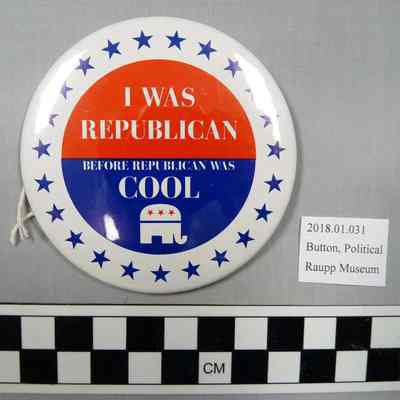 I WAS
REPUBLICAN
BEFORE REPUBLICAN WAS
COOL
2018.01.031
Button, Political
Raupp Museum
CM